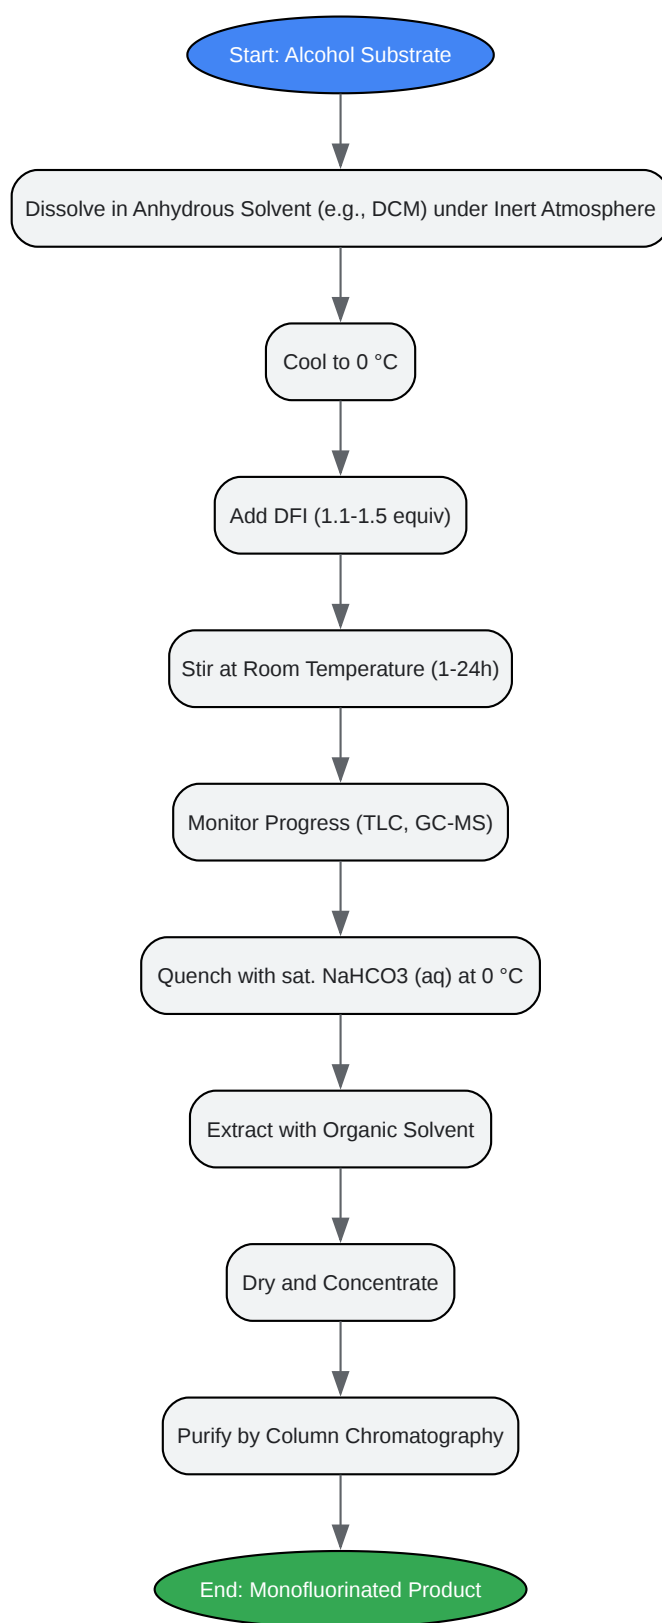 Start: Alcohol Substrate
Dissolve in Anhydrous Solvent (e.g., DCM) under Inert Atmosphere
Cool to 0 °C
Add DFI (1.1-1.5 equiv)
Stir at Room Temperature (1-24h)
Monitor Progress (TLC, GC-MS)
Quench with sat. NaHCO3 (aq) at 0 °C
Extract with Organic Solvent
Dry and Concentrate
Purify by Column Chromatography
End: Monofluorinated Product